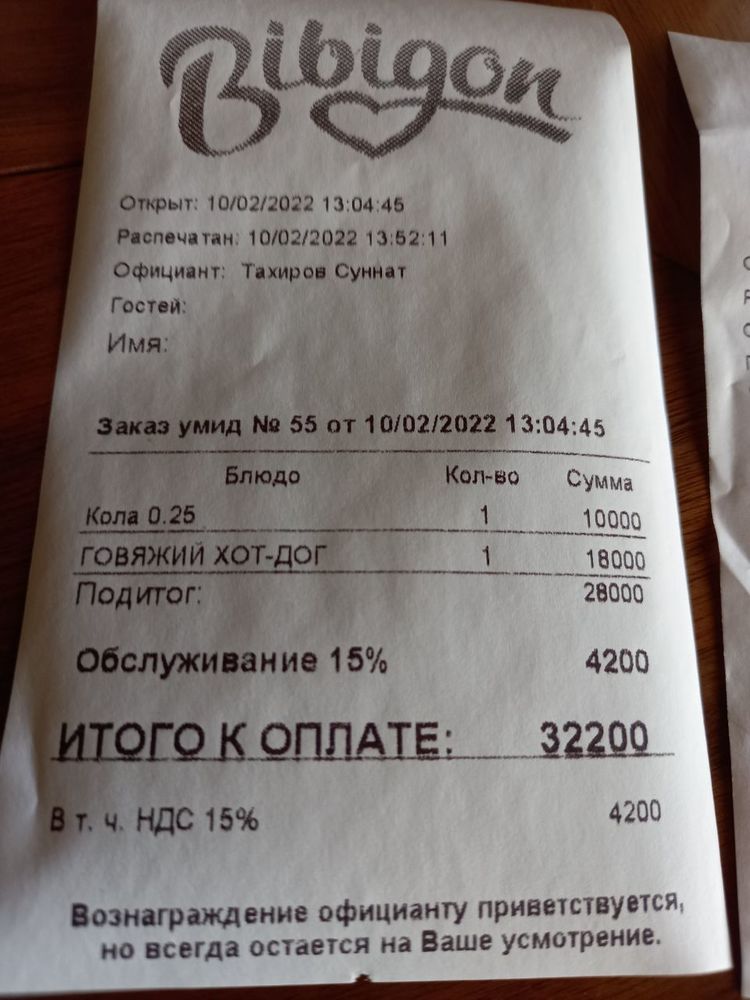 Bibigon
Открыт: 10/02/2022 13:04:45
Распечатан: 10/02/2022 13:52:11
Официант: Тахиров Суннат
Гостей:
Имя:
Заказ умид № 55 от 10/02/2022 13:04:45
Блюдо Кол-во Сумма
Кола 0.25 1 10000
ГОВЯЖИЙ ХОТ-ДОГ 1 18000
Подитог: 28000
Обслуживание 15% 4200
ИТОГО К ОПЛАТЕ: 32200
В т. ч. НДС 15% 4200
Вознаграждение официанту приветствуется,
но всегда остается на Ваше усмотрение.